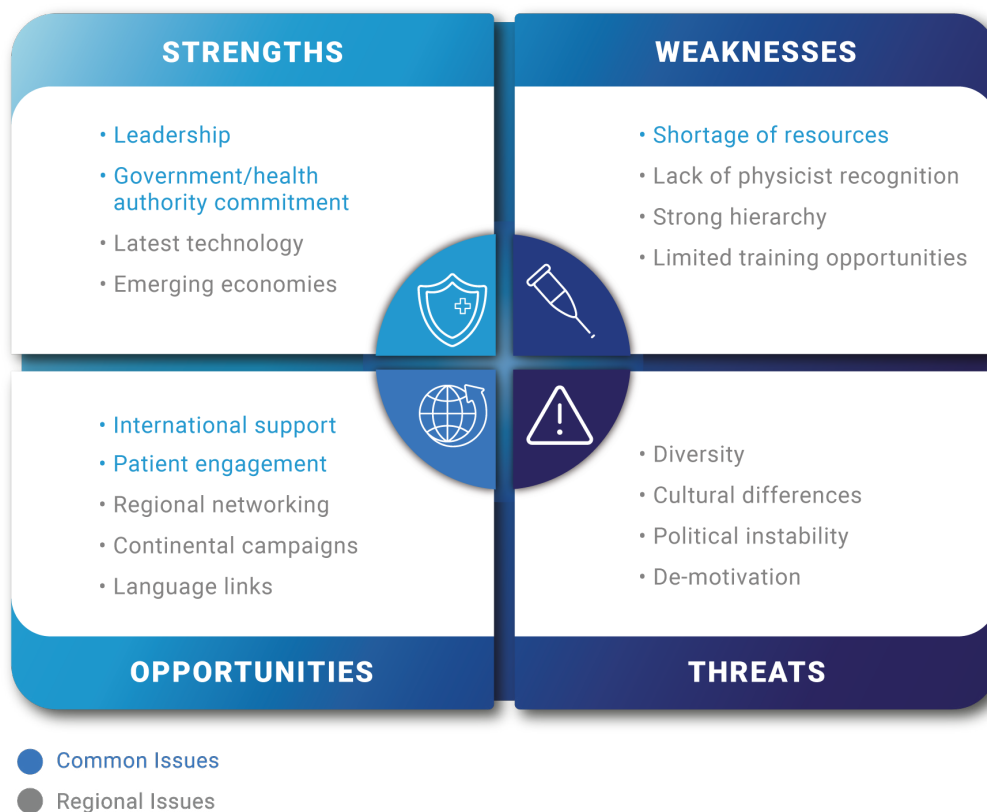 STRENGTHS
• Leadership
• Government/health
authority commitment
• Latest technology
• Emerging economies
WEAKNESSES
• Shortage of resources
• Lack of physicist recognition
• Strong hierarchy
• Limited training opportunities
• International support
• Patient engagement
• Regional networking
• Continental campaigns
• Language links
OPPORTUNITIES
• Diversity
• Cultural differences
• Political instability
• De-motivation
THREATS
Common Issues
Regional Issues